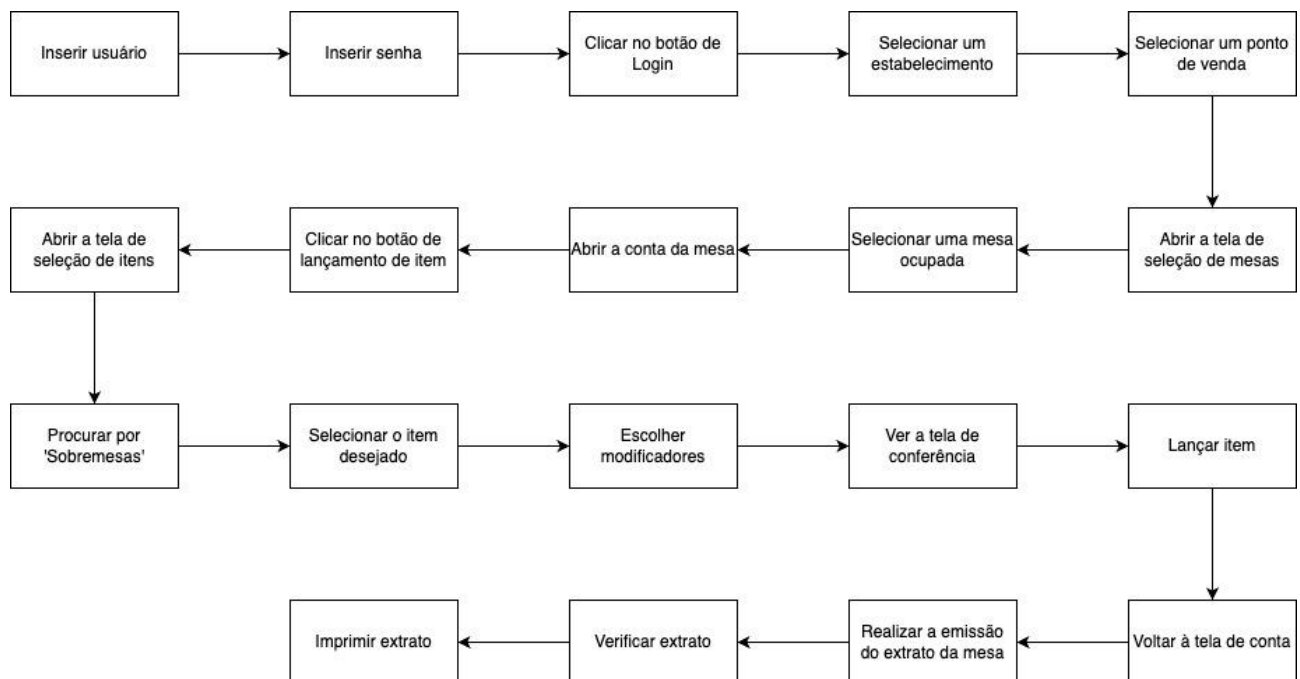 Inserir usuário
Inserir senha
Clicar no botão de
Login
Selecionar um
estabelecimento
Selecionar um ponto
de venda
Abrir a tela de
seleção de mesas
Selecionar uma mesa
ocupada
Abrir a conta da mesa
Clicar no botão de
lançamento de item
Abrir a tela de
seleção de itens
Procurar por
'Sobremesas'
Selecionar o item
desejado
Escolher
modificadores
Ver a tela de
conferência
Lançar item
Voltar à tela de conta
Realizar a emissão
do extrato da mesa
Verificar extrato
Imprimir extrato